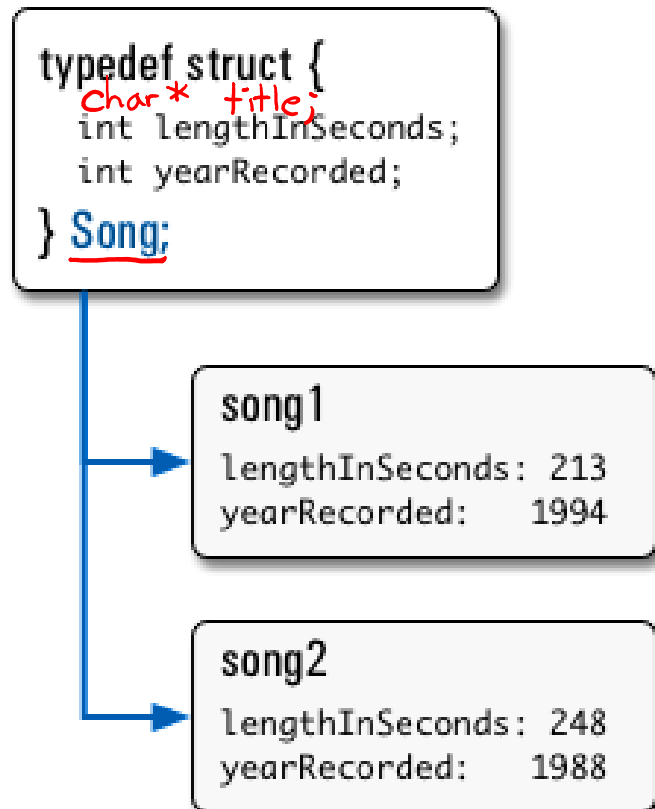 typedef struct {
char* title;
int lengthInSeconds;
int yearRecorded;
} Song;
song1
lengthInSeconds: 213
yearRecorded: 1994
song2
lengthInSeconds: 248
yearRecorded: 1988